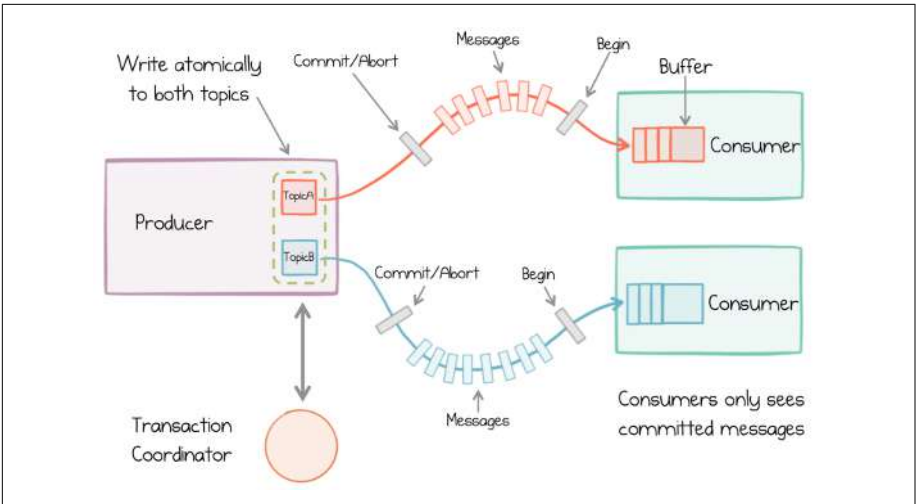 Write atomically
to both topics
Commit/Abort
Messages
Begin
Buffer
Consumer
Producer
TopicA
TopicB
Commit/Abort
Begin
Consumer
Messages
Transaction
Coordinator
Consumers only sees
committed messages